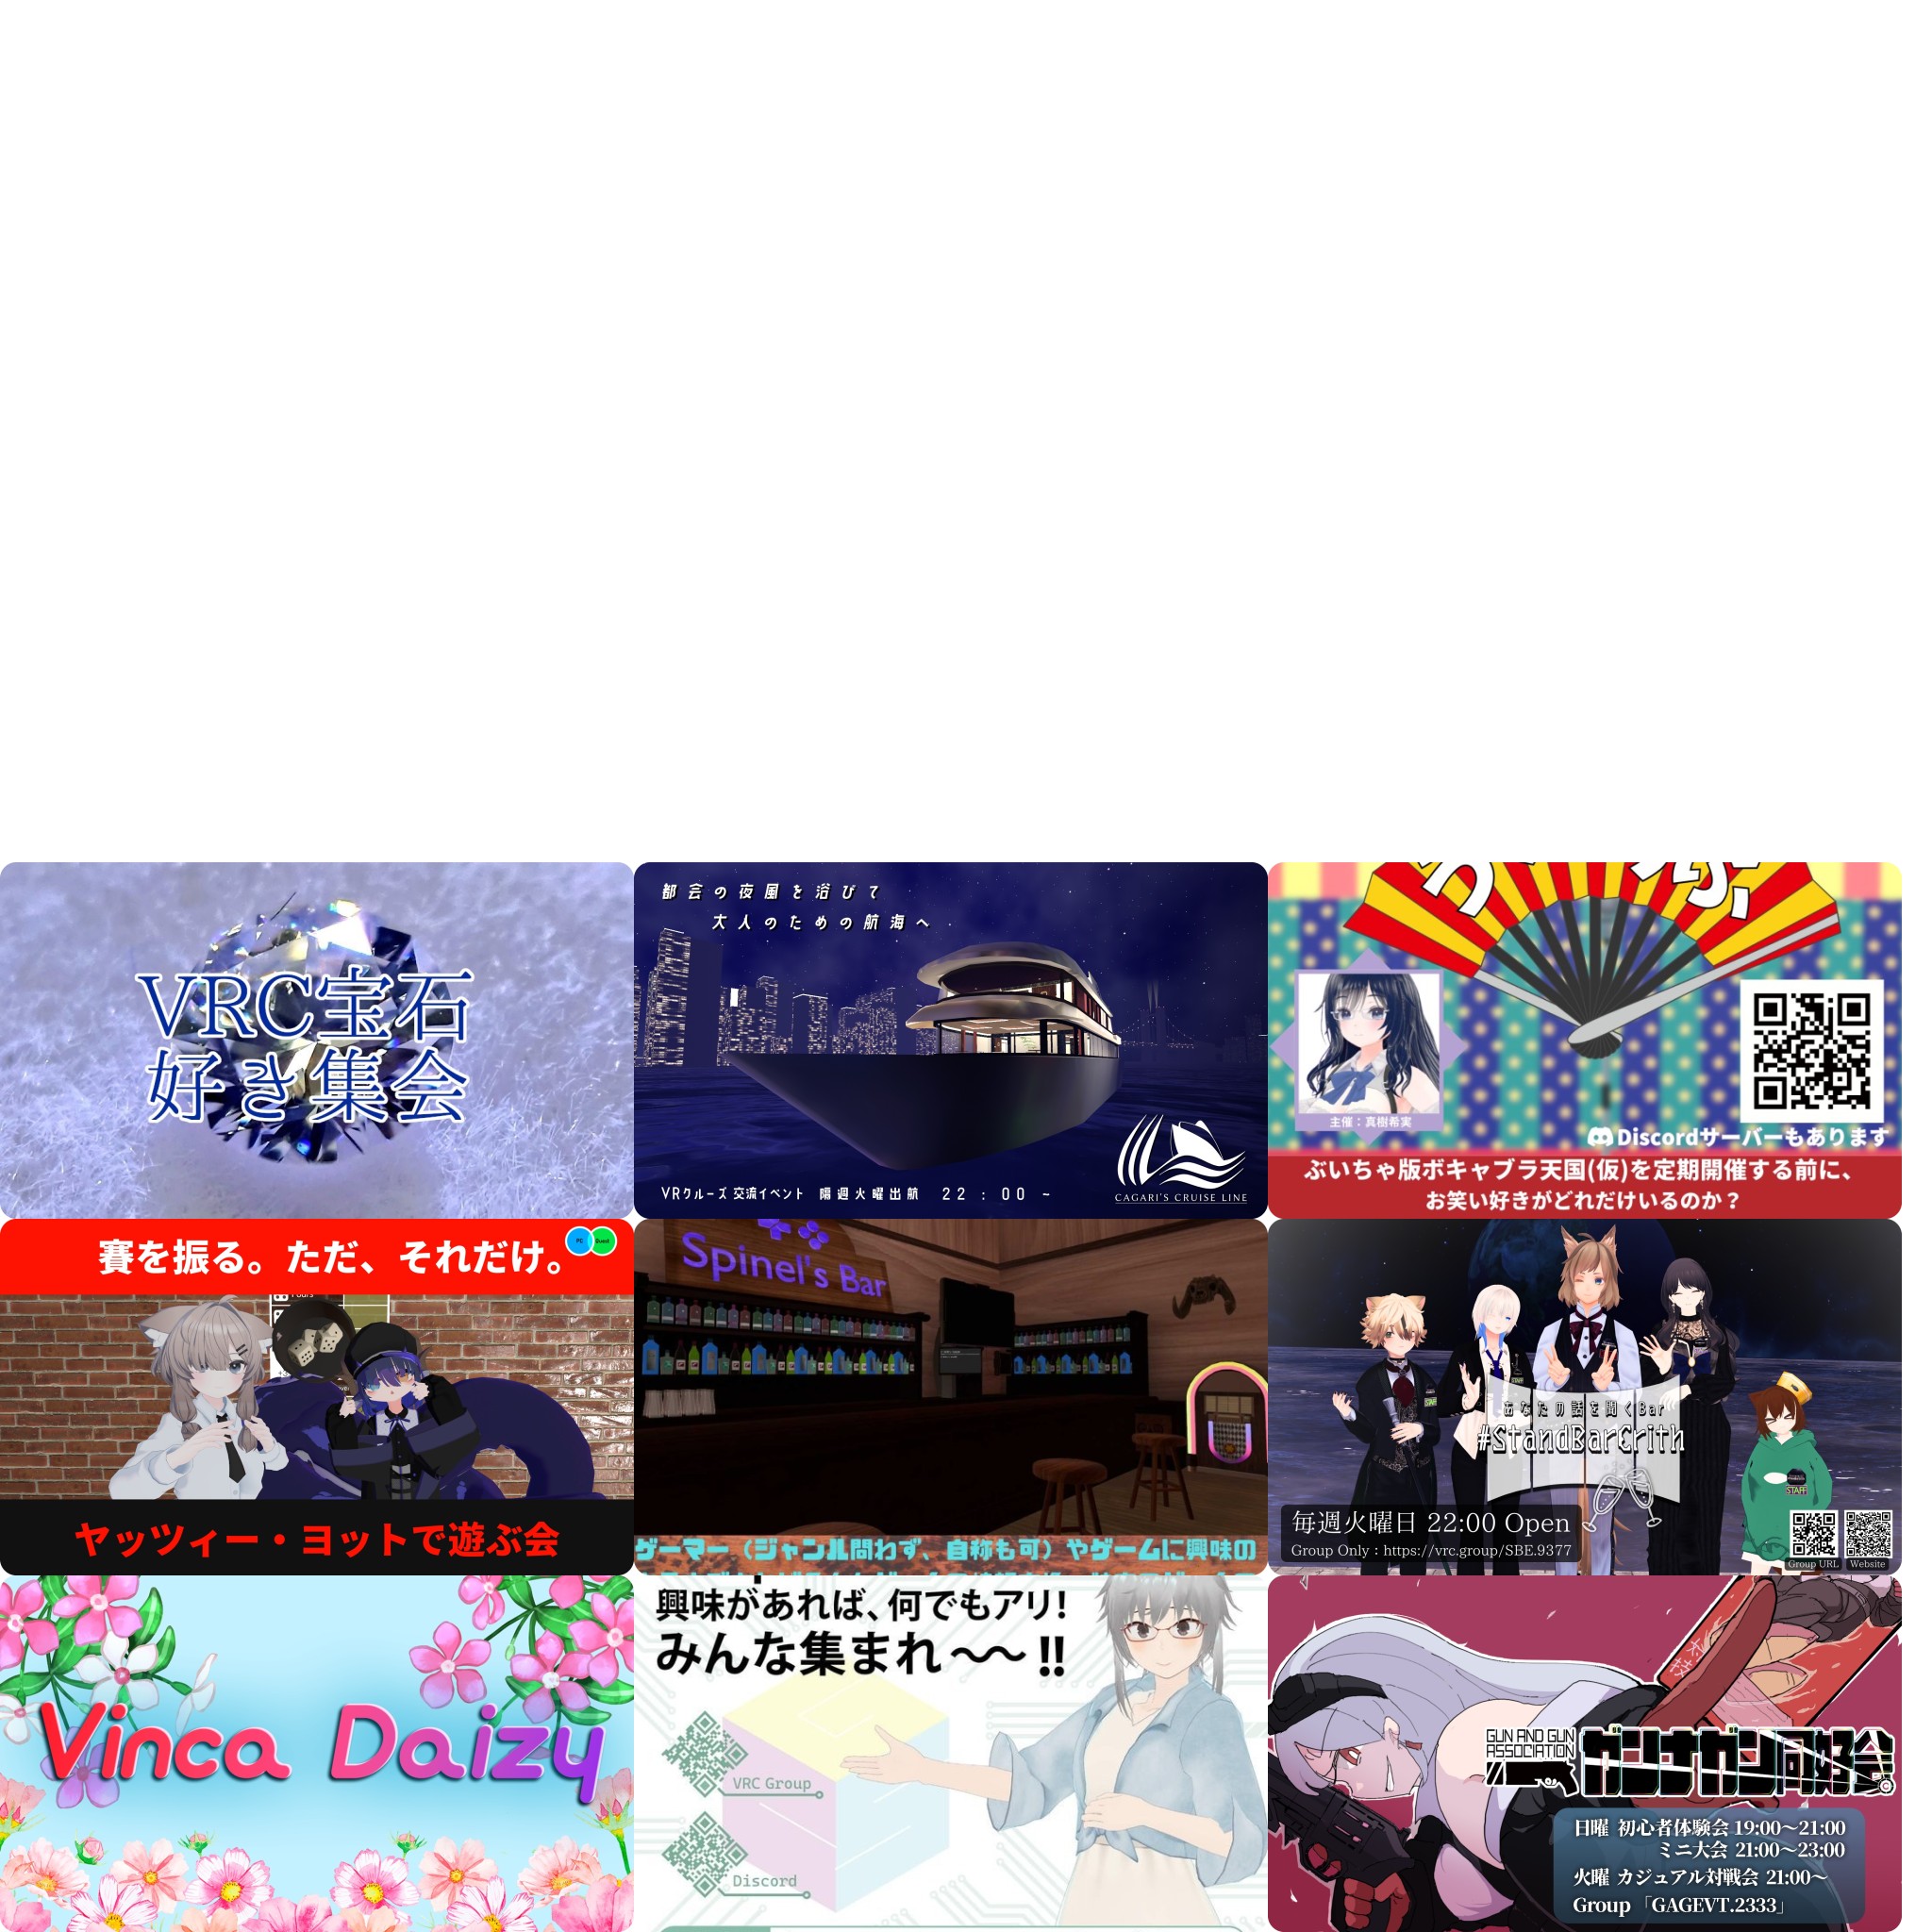 VRC宝石
好き集会
都会の夜風を浴びて
大人のための航海へ
VRクルーズ交流イベント 隔週火曜出航 22:00 ~
CAGARI'S CRUISE LINE
主催：真樹希実
Discordサーバーもあります
ぶいちゃ版ボキャブラ天国(仮)を定期開催する前に、
お笑い好きがどれだけいるのか？
賽を振る。ただ、それだけ。
PC
Quest
ヤッツィー・ヨットで遊ぶ会
Spinel's Bar
ゲーマー（ジャンル問わず、自称も可）やゲームに興味の
あなたの話を聞くBar
#StandBarErith
STAFF
STAFF
STAFF
毎週火曜日 22:00 Open
Group Only : https://vrc.group/SBE.9377
Group URL
Website
Vinca Daizy
興味があれば、何でもアリ!
みんな集まれ～～!!
VRC Group
Discord
GUN AND GUN
ASSOCIATION
ガンナガン同好会
日曜 初心者体験会 19:00～21:00
ミニ大会 21:00～23:00
火曜 カジュアル対戦会 21:00～
Group「GAGEVT.2333」